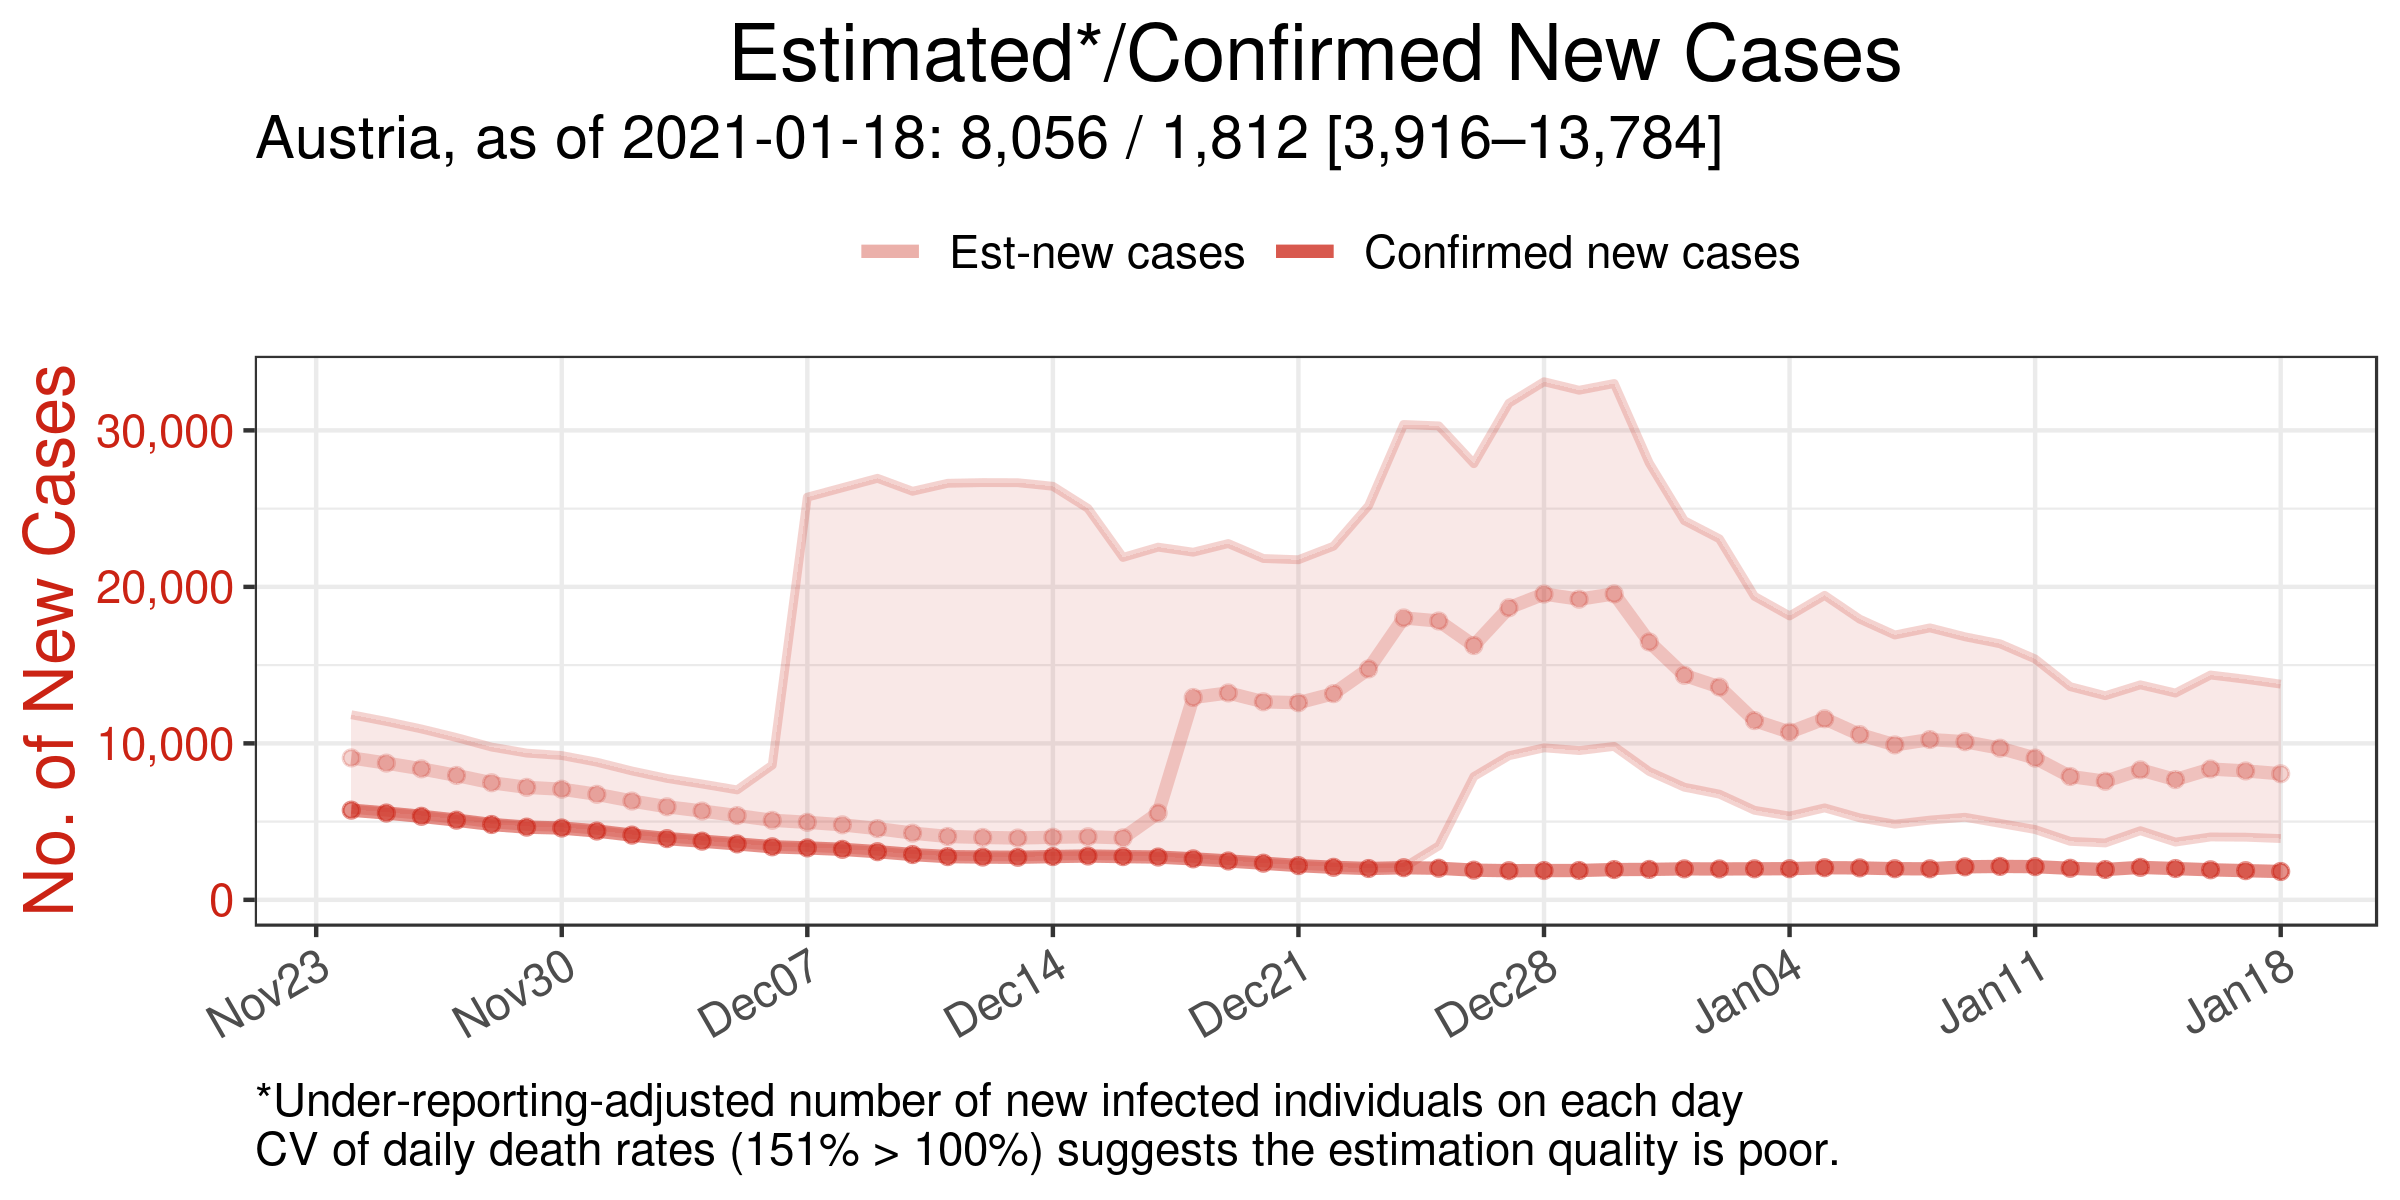 Estimated*/Confirmed New Cases
Austria, as of 2021-01-18: 8,056 / 1,812 [3,916–13,784]
Est-new cases
Confirmed new cases
No. of New Cases
30,000
20,000
10,000
0
Nov23
Nov30
Dec07
Dec14
Dec21
Dec28
Jan04
Jan11
Jan18
*Under-reporting-adjusted number of new infected individuals on each day
CV of daily death rates (151% > 100%) suggests the estimation quality is poor.